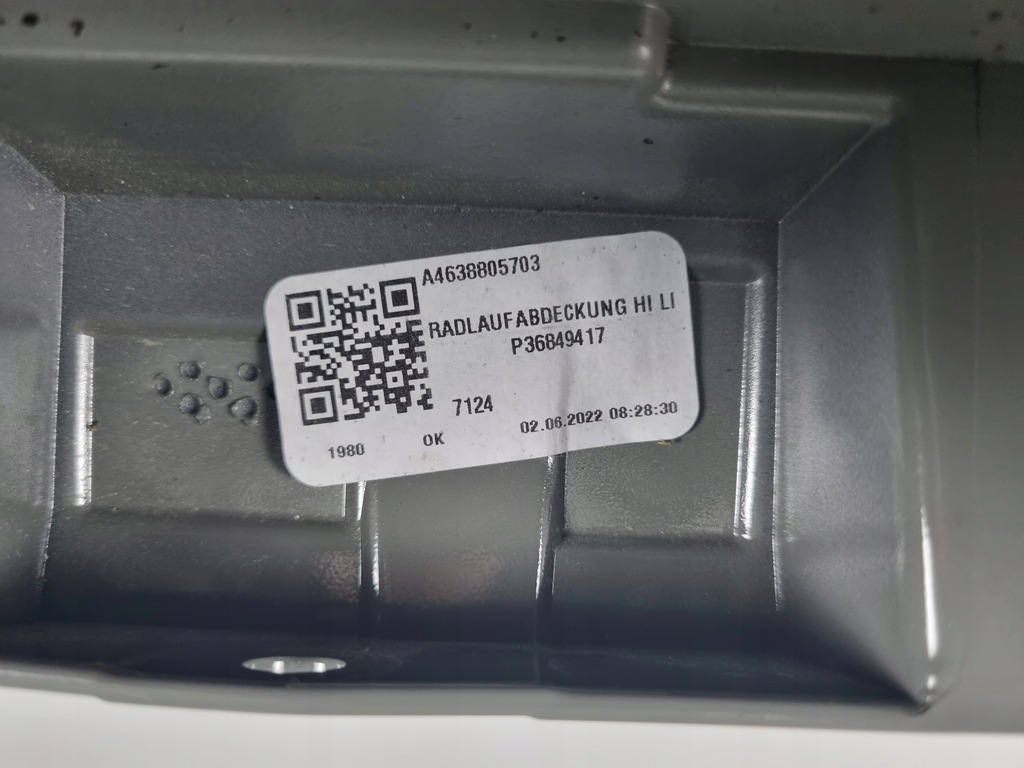 A4638805703
RADLAUFABDECKUNG HI LI
P36849417
7124
1980 OK 02.06.2022 08:28:30